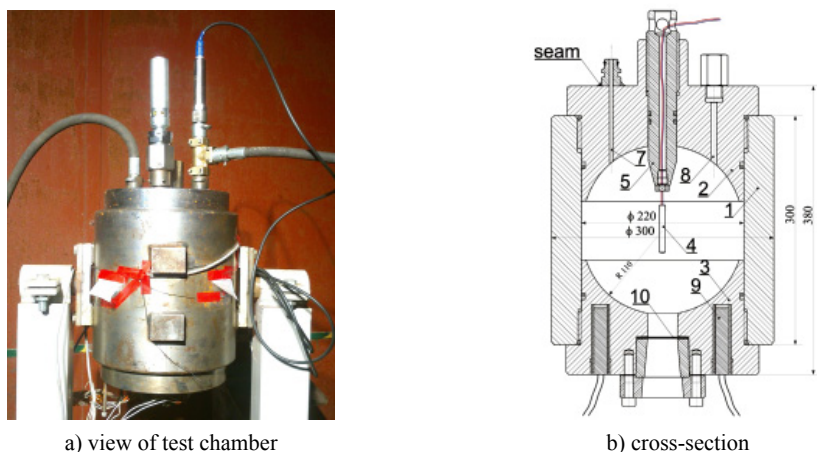 seam
7
8
2
5
1
ϕ 220
ϕ 300
4
300
380
R 110
3
9
10
a) view of test chamber
b) cross-section